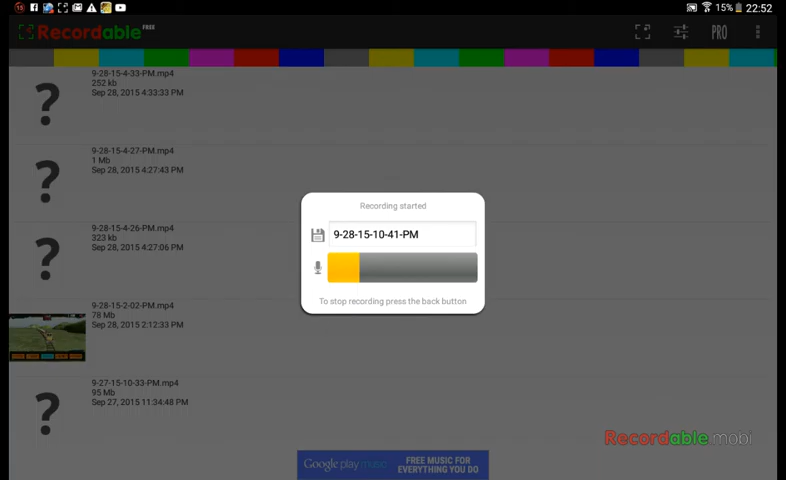 15% 22:52
Recordable FREE
PRO
9-28-15-4-33-PM.mp4
252 kb
Sep 28, 2015 4:33:33 PM
9-28-15-4-27-PM.mp4
1 Mb
Sep 28, 2015 4:27:43 PM
9-28-15-4-26-PM.mp4
323 kb
Sep 28, 2015 4:27:06 PM
9-28-15-2-02-PM.mp4
78 Mb
Sep 28, 2015 2:12:33 PM
9-27-15-10-33-PM.mp4
95 Mb
Sep 27, 2015 11:34:48 PM
Recording started
9-28-15-10-41-PM
To stop recording press the back button
Recordable.mobi
Google play music
FREE MUSIC FOR
EVERYTHING YOU DO